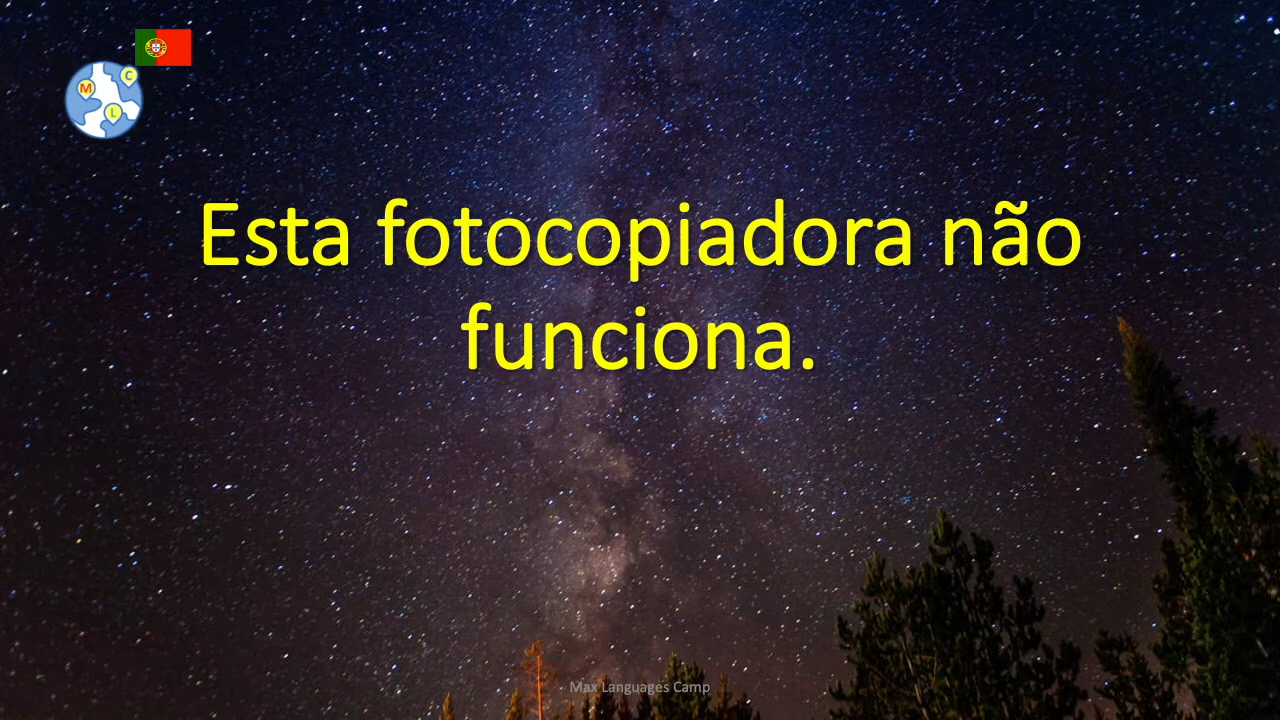 C
M
L
Esta fotocopiadora não
funciona.
Max Languages Camp